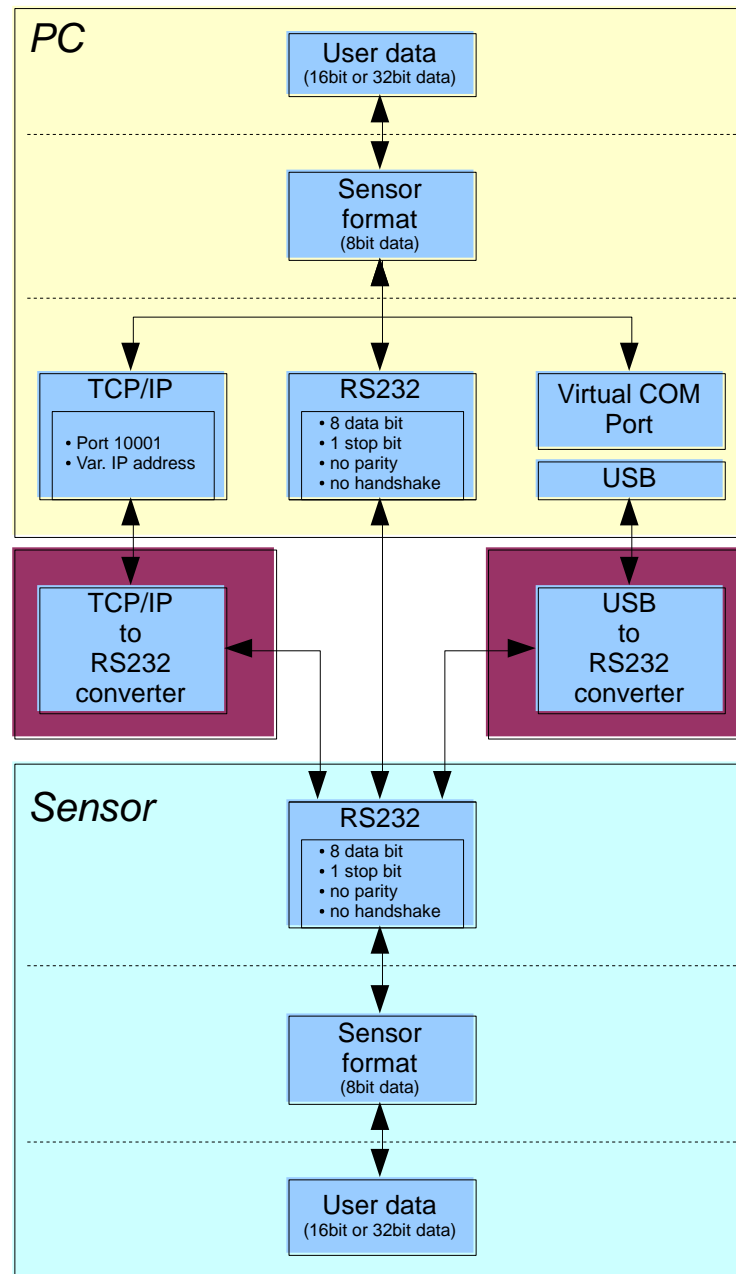 PC
User data
(16bit or 32bit data)
Sensor
format
(8bit data)
TCP/IP
• Port 10001
• Var. IP address
RS232
• 8 data bit
• 1 stop bit
• no parity
• no handshake
Virtual COM
Port
USB
TCP/IP
to
RS232
converter
USB
to
RS232
converter
Sensor
RS232
• 8 data bit
• 1 stop bit
• no parity
• no handshake
Sensor
format
(8bit data)
User data
(16bit or 32bit data)